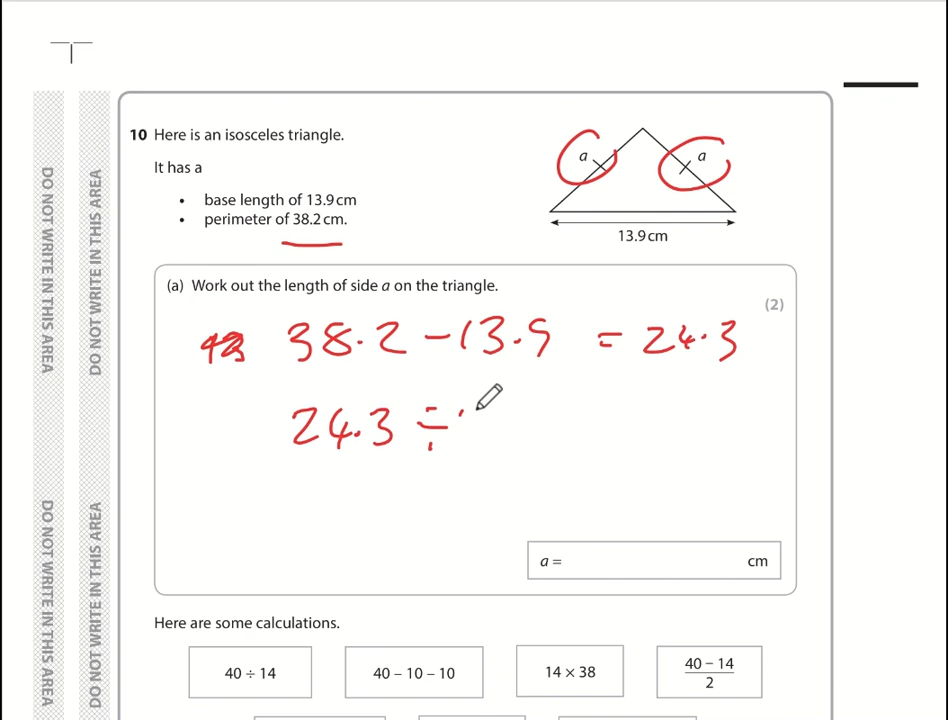 10 Here is an isosceles triangle.
It has a
• base length of 13.9 cm
• perimeter of 38.2 cm.
a
a
13.9 cm
(a) Work out the length of side a on the triangle.
(2)
38.2 – 13.9 = 24.3
24.3 ÷
a = cm
Here are some calculations.
40 ÷ 14
40 – 10 – 10
14 × 38
40 – 14
2
DO NOT WRITE IN THIS AREA
DO NOT WRITE IN THIS AREA
DO NOT WRITE IN THIS AREA
DO NOT WRITE IN THIS AREA